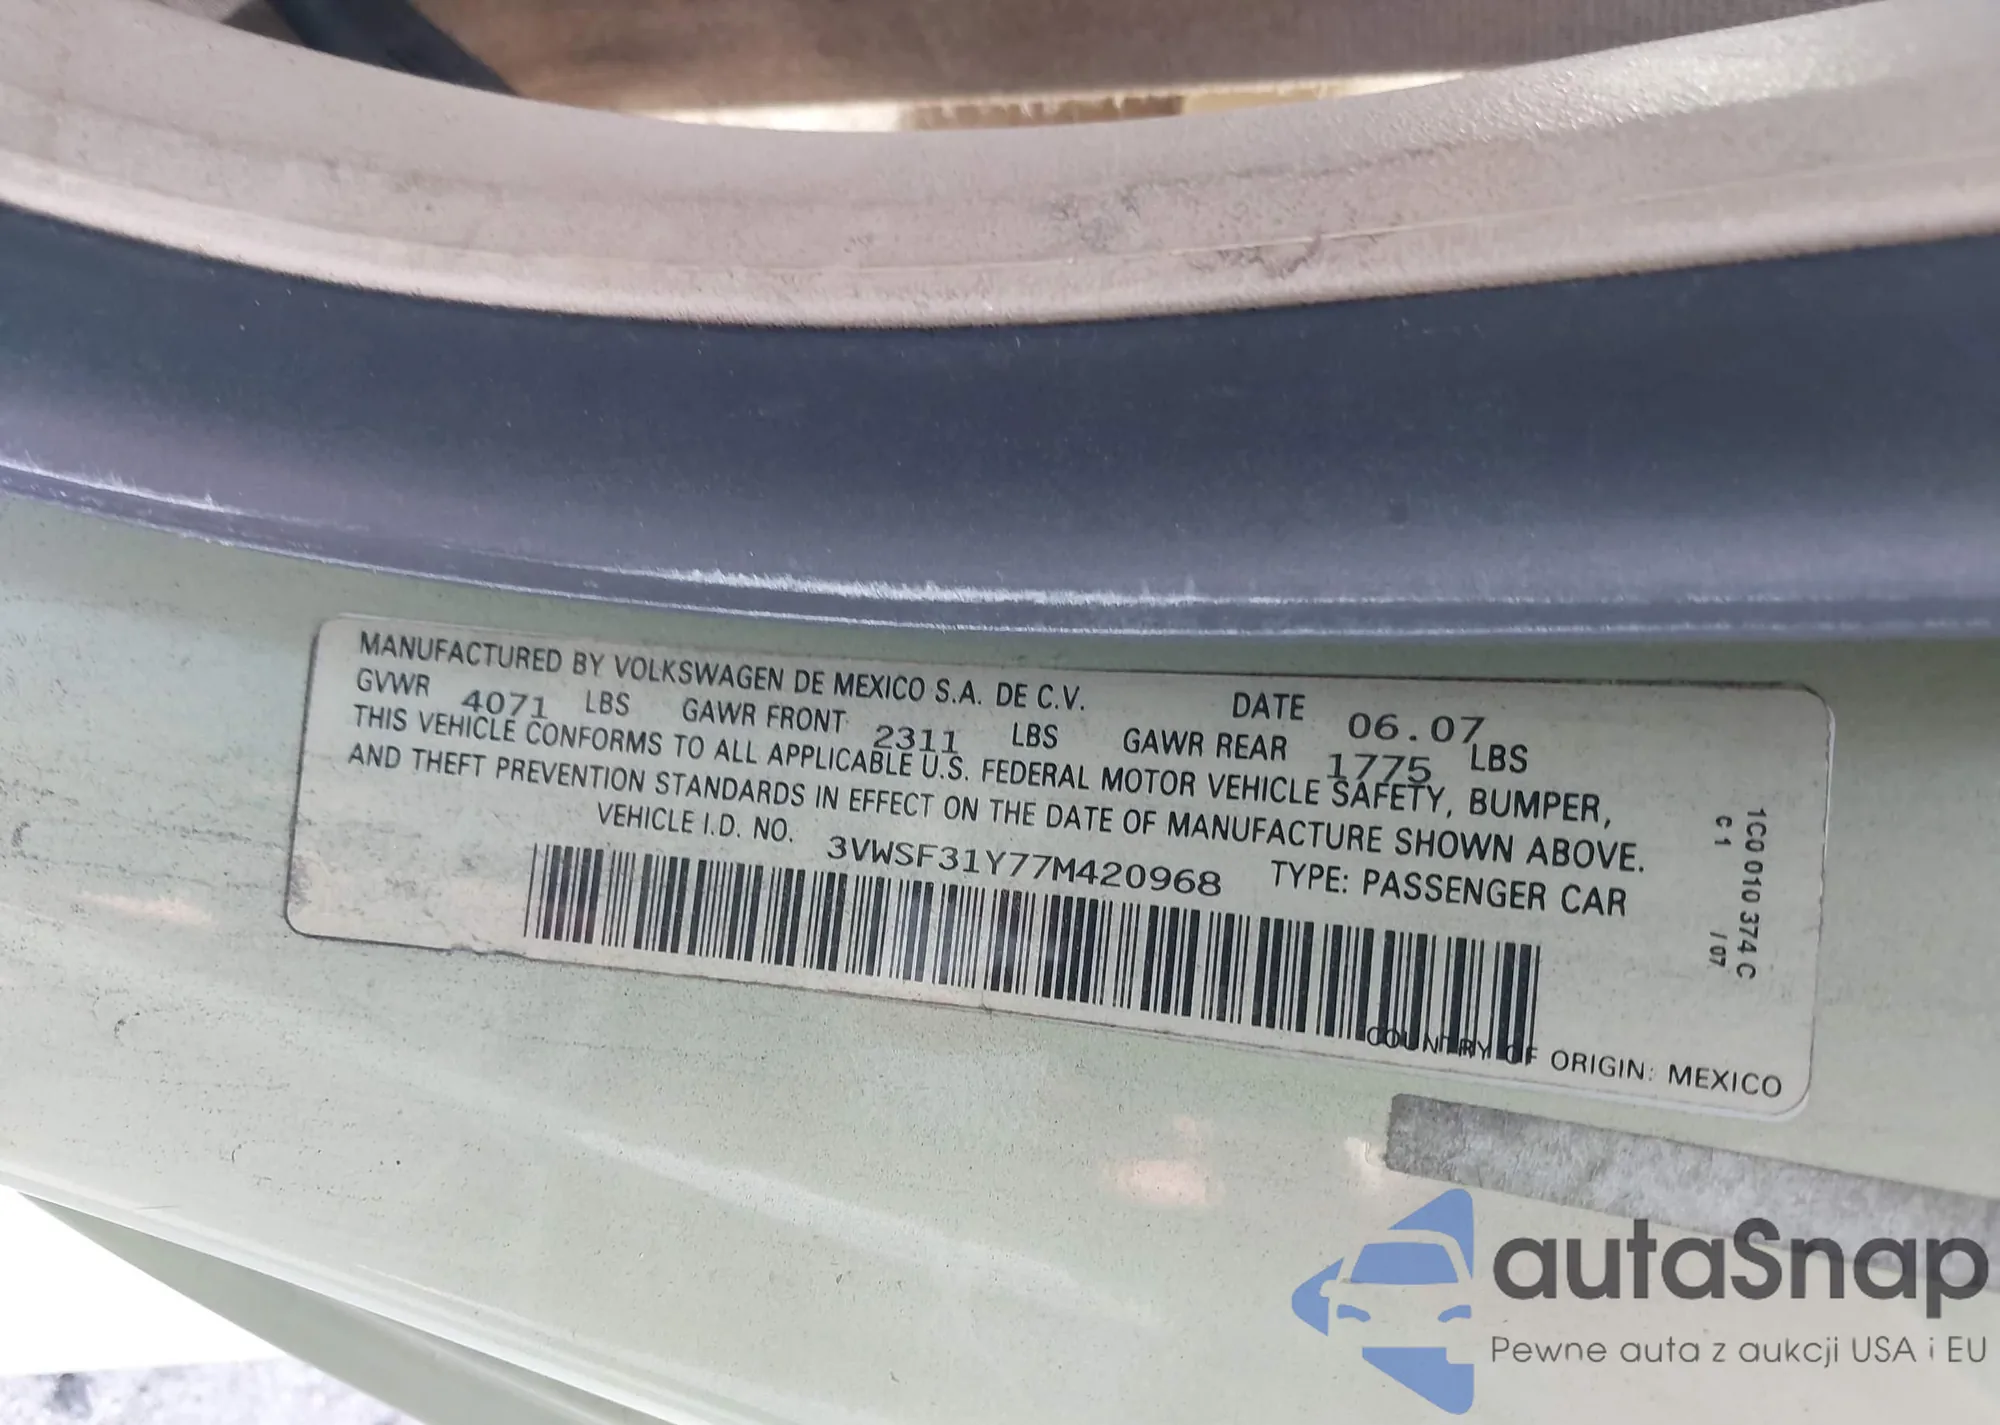 MANUFACTURED BY VOLKSWAGEN DE MEXICO S.A. DE C.V. DATE 06.07
GVWR 4071 LBS GAWR FRONT 2311 LBS GAWR REAR 1775 LBS
THIS VEHICLE CONFORMS TO ALL APPLICABLE U.S. FEDERAL MOTOR VEHICLE SAFETY, BUMPER,
AND THEFT PREVENTION STANDARDS IN EFFECT ON THE DATE OF MANUFACTURE SHOWN ABOVE.
VEHICLE I.D. NO. 3VWSF31Y77M420968 TYPE: PASSENGER CAR
COUNTRY OF ORIGIN: MEXICO
1C0 010 374 C
C 1 / 07
autaSnap
Pewne auta z aukcji USA i EU